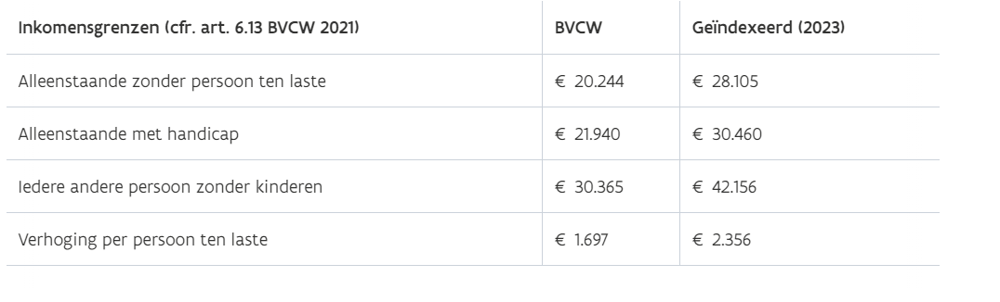 Inkomensgrenzen (cfr. art. 6.13 BVCW 2021) BVCW Geïndexeerd (2023)
Alleenstaande zonder persoon ten laste € 20.244 € 28.105
Alleenstaande met handicap € 21.940 € 30.460
Iedere andere persoon zonder kinderen € 30.365 € 42.156
Verhoging per persoon ten laste € 1.697 € 2.356